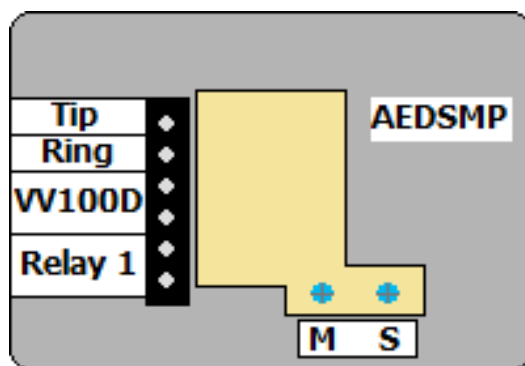 Tip
AEDSMP
Ring
VV100D
Relay 1
M S